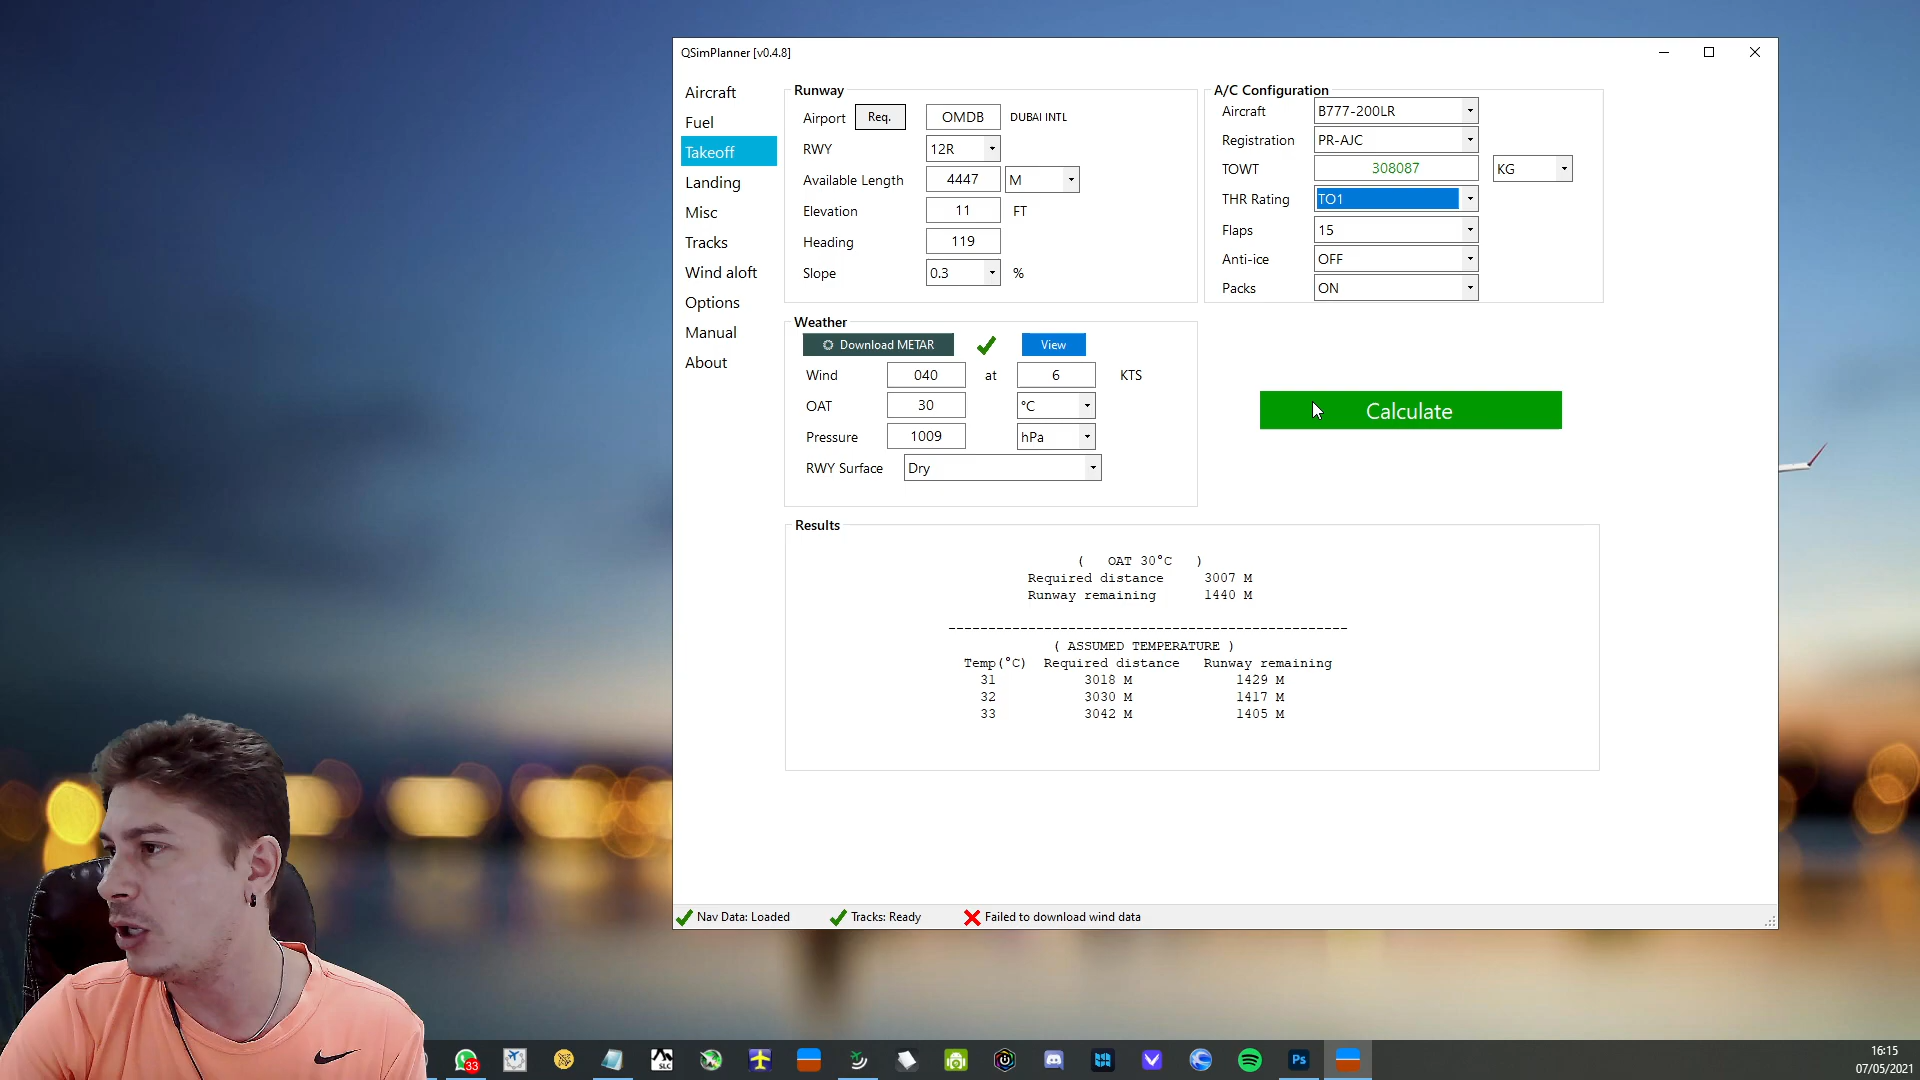 QSimPlanner [v0.4.8]
Aircraft
Fuel
Takeoff
Landing
Misc
Tracks
Wind aloft
Options
Manual
About
Runway
Airport Req. OMDB DUBAI INTL
RWY 12R
Available Length 4447 M
Elevation 11 FT
Heading 119
Slope 0.3 %
A/C Configuration
Aircraft B777-200LR
Registration PR-AJC
TOWT 308087 KG
THR Rating TO1
Flaps 15
Anti-ice OFF
Packs ON
Weather
Download METAR View
Wind 040 at 6 KTS
OAT 30 °C
Pressure 1009 hPa
RWY Surface Dry
Calculate
Results
( OAT 30°C )
Required distance 3007 M
Runway remaining 1440 M
--------------------------------------------------
( ASSUMED TEMPERATURE )
Temp(°C) Required distance Runway remaining
31 3018 M 1429 M
32 3030 M 1417 M
33 3042 M 1405 M
Nav Data: Loaded Tracks: Ready Failed to download wind data
33
SLC
Ps
16:15
07/05/2021